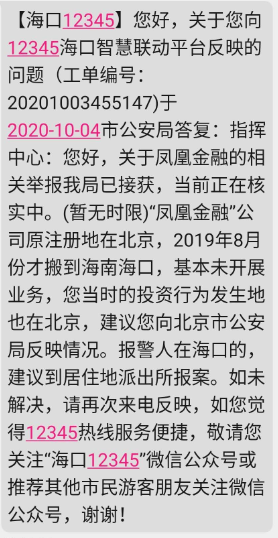 【海口12345】您好，关于您向
12345海口智慧联动平台反映的
问题（工单编号：
20201003455147)于
2020-10-04市公安局答复：指挥
中心：您好，关于凤凰金融的相
关举报我局已接获，当前正在核
实中。(暂无时限)“凤凰金融”公
司原注册地在北京，2019年8月
份才搬到海南海口，基本未开展
业务，您当时的投资行为发生地
也在北京，建议您向北京市公安
局反映情况。报警人在海口的，
建议到居住地派出所报案。如未
解决，请再次来电反映，如您觉
得12345热线服务便捷，敬请您
关注“海口12345”微信公众号或
推荐其他市民游客朋友关注微信
公众号，谢谢！